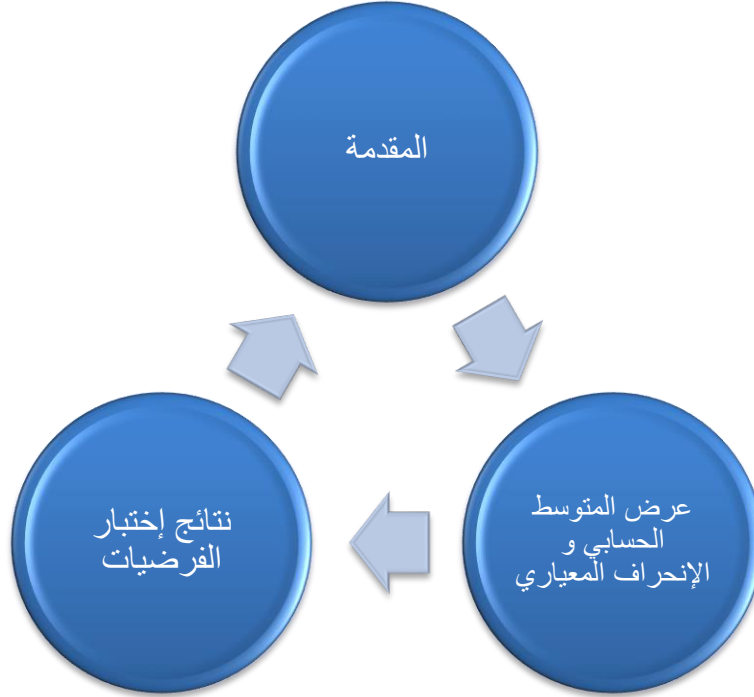 المقدمة
عرض المتوسط
الحسابي و
الإنحراف المعياري
نتائج إختبار
الفرضيات